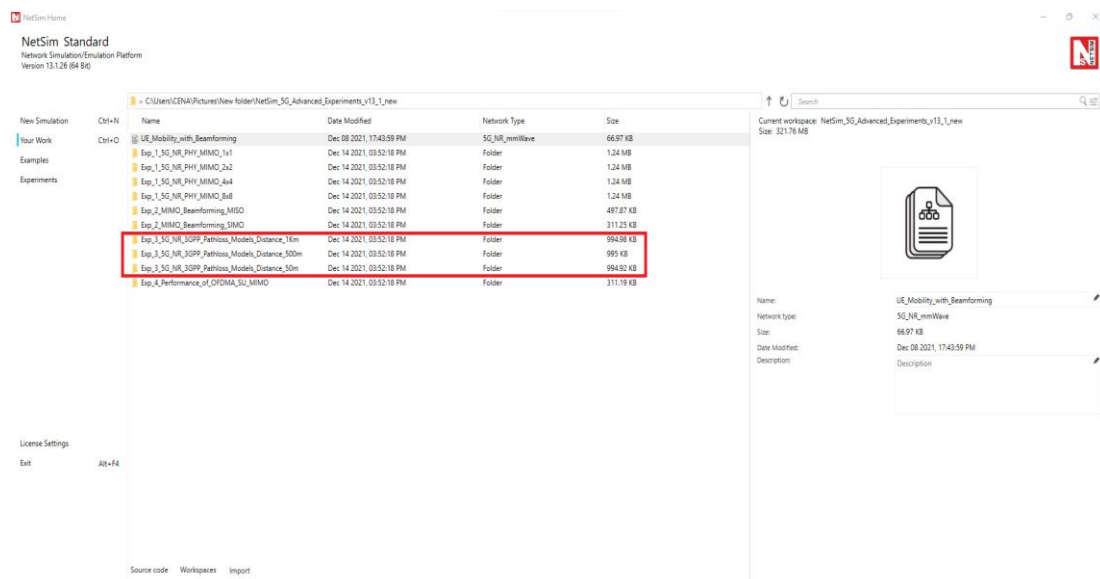 NetSim Home
NetSim Standard
Network Simulation/Emulation Platform
Version 13.1.26 (64 Bit)
> C:\Users\CENA\Pictures\New folder\NetSim_5G_Advanced_Experiments_v13_1_new
Search
New Simulation Ctrl+N
Your Work Ctrl+O
Examples
Experiments
Name Date Modified Network Type Size
UE_Mobility_with_Beamforming Dec 08 2021, 17:43:59 PM 5G_NR_mmWave 66.97 KB
Exp_1_5G_NR_PHY_MIMO_1x1 Dec 14 2021, 03:52:18 PM Folder 1.24 MB
Exp_1_5G_NR_PHY_MIMO_2x2 Dec 14 2021, 03:52:18 PM Folder 1.24 MB
Exp_1_5G_NR_PHY_MIMO_4x4 Dec 14 2021, 03:52:18 PM Folder 1.24 MB
Exp_1_5G_NR_PHY_MIMO_8x8 Dec 14 2021, 03:52:18 PM Folder 1.24 MB
Exp_2_MIMO_Beamforming_MISO Dec 14 2021, 03:52:18 PM Folder 497.87 KB
Exp_2_MIMO_Beamforming_SIMO Dec 14 2021, 03:52:18 PM Folder 311.25 KB
Exp_3_5G_NR_3GPP_Pathloss_Models_Distance_1Km Dec 14 2021, 03:52:18 PM Folder 994.98 KB
Exp_3_5G_NR_3GPP_Pathloss_Models_Distance_500m Dec 14 2021, 03:52:18 PM Folder 995 KB
Exp_3_5G_NR_3GPP_Pathloss_Models_Distance_50m Dec 14 2021, 03:52:18 PM Folder 994.92 KB
Exp_4_Performance_of_OFDMA_SU_MIMO Dec 14 2021, 03:52:18 PM Folder 311.19 KB
Current workspace: NetSim_5G_Advanced_Experiments_v13_1_new
Size: 321.76 MB
Name: UE_Mobility_with_Beamforming
Network type: 5G_NR_mmWave
Size: 66.97 KB
Date Modified: Dec 08 2021, 17:43:59 PM
Description: Description
License Settings
Exit Alt+F4
Source code Workspaces Import